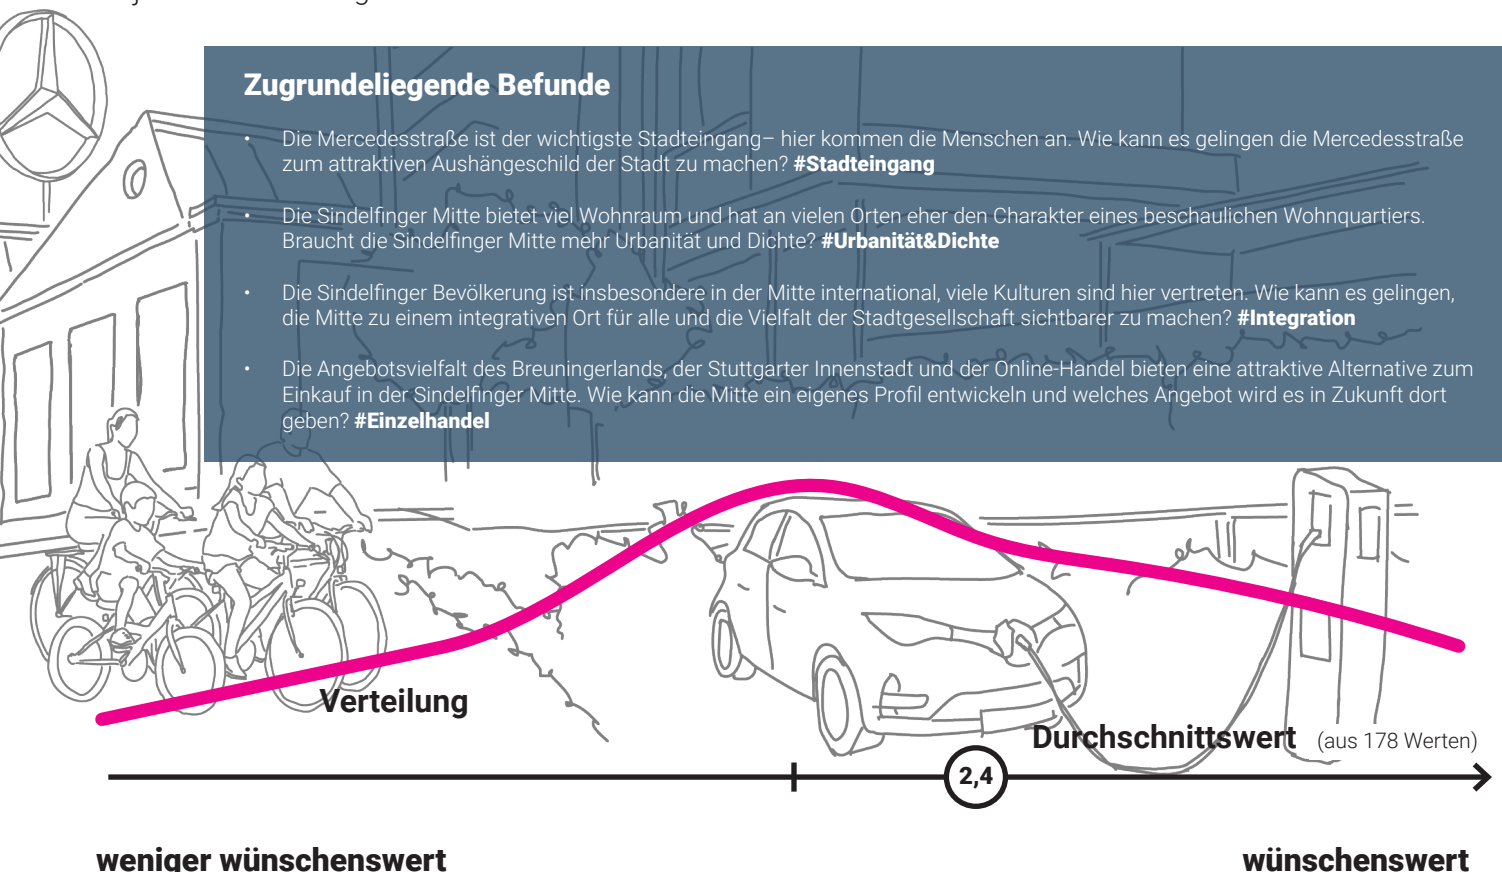 Zugrundeliegende Befunde
• Die Mercedesstraße ist der wichtigste Stadteingang– hier kommen die Menschen an. Wie kann es gelingen die Mercedesstraße
zum attraktiven Aushängeschild der Stadt zu machen? #Stadteingang
• Die Sindelfinger Mitte bietet viel Wohnraum und hat an vielen Orten eher den Charakter eines beschaulichen Wohnquartiers.
Braucht die Sindelfinger Mitte mehr Urbanität und Dichte? #Urbanität&Dichte
• Die Sindelfinger Bevölkerung ist insbesondere in der Mitte international, viele Kulturen sind hier vertreten. Wie kann es gelingen,
die Mitte zu einem integrativen Ort für alle und die Vielfalt der Stadtgesellschaft sichtbarer zu machen? #Integration
• Die Angebotsvielfalt des Breuningerlands, der Stuttgarter Innenstadt und der Online-Handel bieten eine attraktive Alternative zum
Einkauf in der Sindelfinger Mitte. Wie kann die Mitte ein eigenes Profil entwickeln und welches Angebot wird es in Zukunft dort
geben? #Einzelhandel
Verteilung
Durchschnittswert (aus 178 Werten)
2,4
weniger wünschenswert
wünschenswert